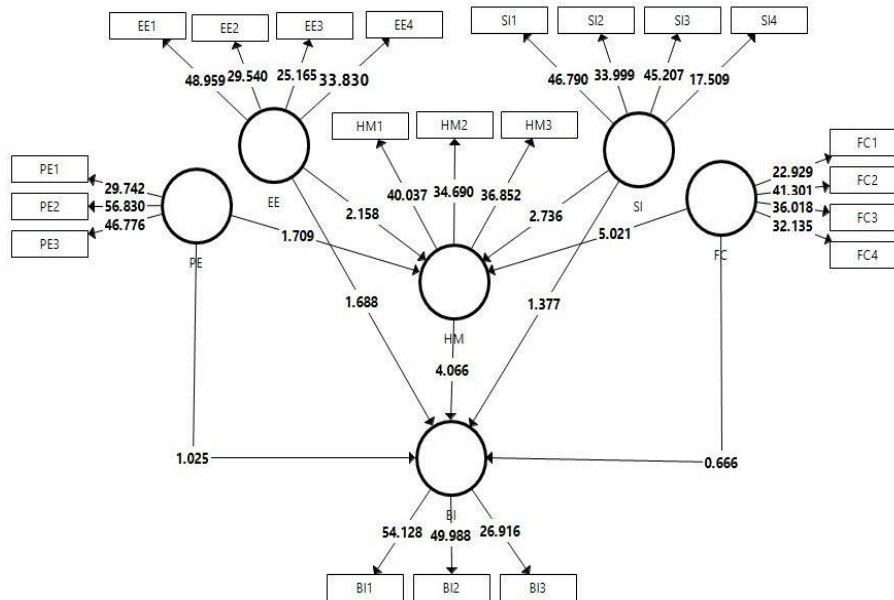 EE1
EE2
EE3
EE4
SI1
SI2
SI3
SI4
48.959
29.540
25.165
33.830
46.790
33.999
45.207
17.509
HM1
HM2
HM3
FC1
FC2
FC3
FC4
PE1
PE2
PE3
29.742
56.830
46.776
EE
SI
22.929
41.301
36.018
32.135
40.037
34.690
36.852
2.158
2.736
1.709
5.021
PE
FC
1.688
HM
1.377
4.066
1.025
0.666
BI
54.128
49.988
26.916
BI1
BI2
BI3